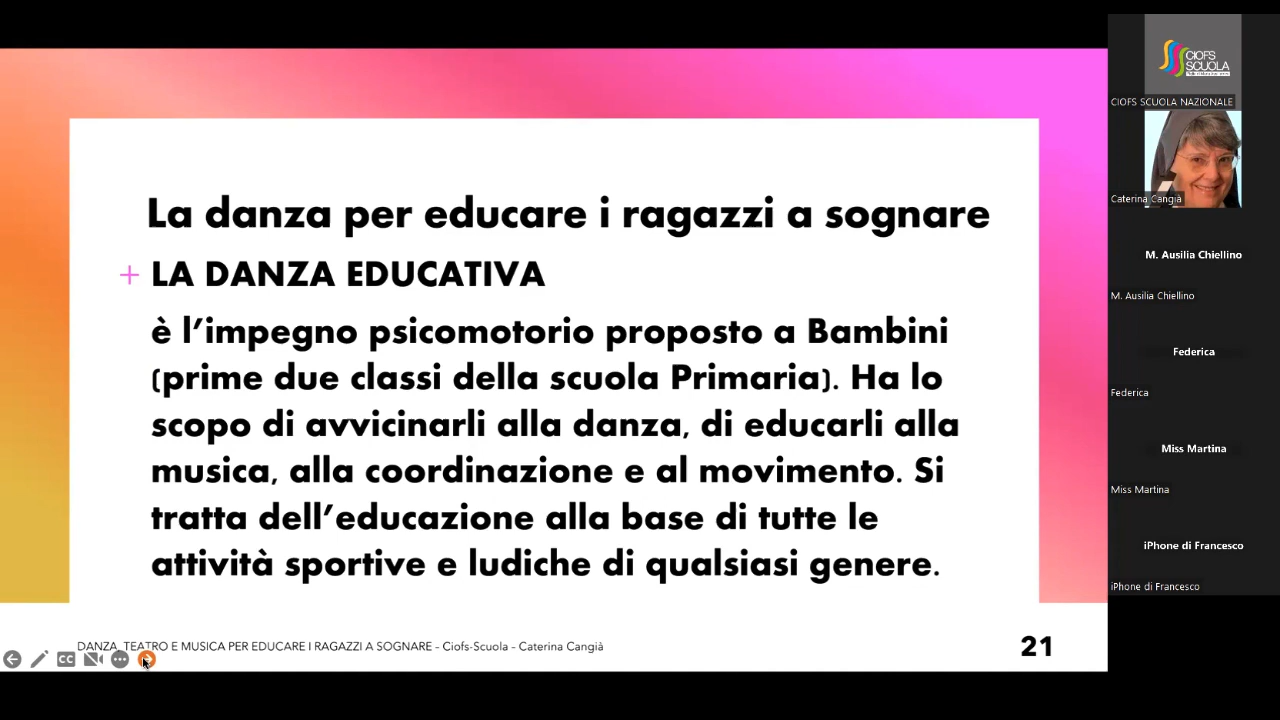 La danza per educare i ragazzi a sognare
+ LA DANZA EDUCATIVA
è l’impegno psicomotorio proposto a Bambini
(prime due classi della scuola Primaria). Ha lo
scopo di avvicinarli alla danza, di educarli alla
musica, alla coordinazione e al movimento. Si
tratta dell’educazione alla base di tutte le
attività sportive e ludiche di qualsiasi genere.
DANZA, TEATRO E MUSICA PER EDUCARE I RAGAZZI A SOGNARE – Ciofs-Scuola – Caterina Cangià
21
CC
CIOFS
SCUOLA
CIOFS SCUOLA NAZIONALE
Caterina Cangià
M. Ausilia Chiellino
M. Ausilia Chiellino
Federica
Federica
Miss Martina
Miss Martina
iPhone di Francesco
iPhone di Francesco